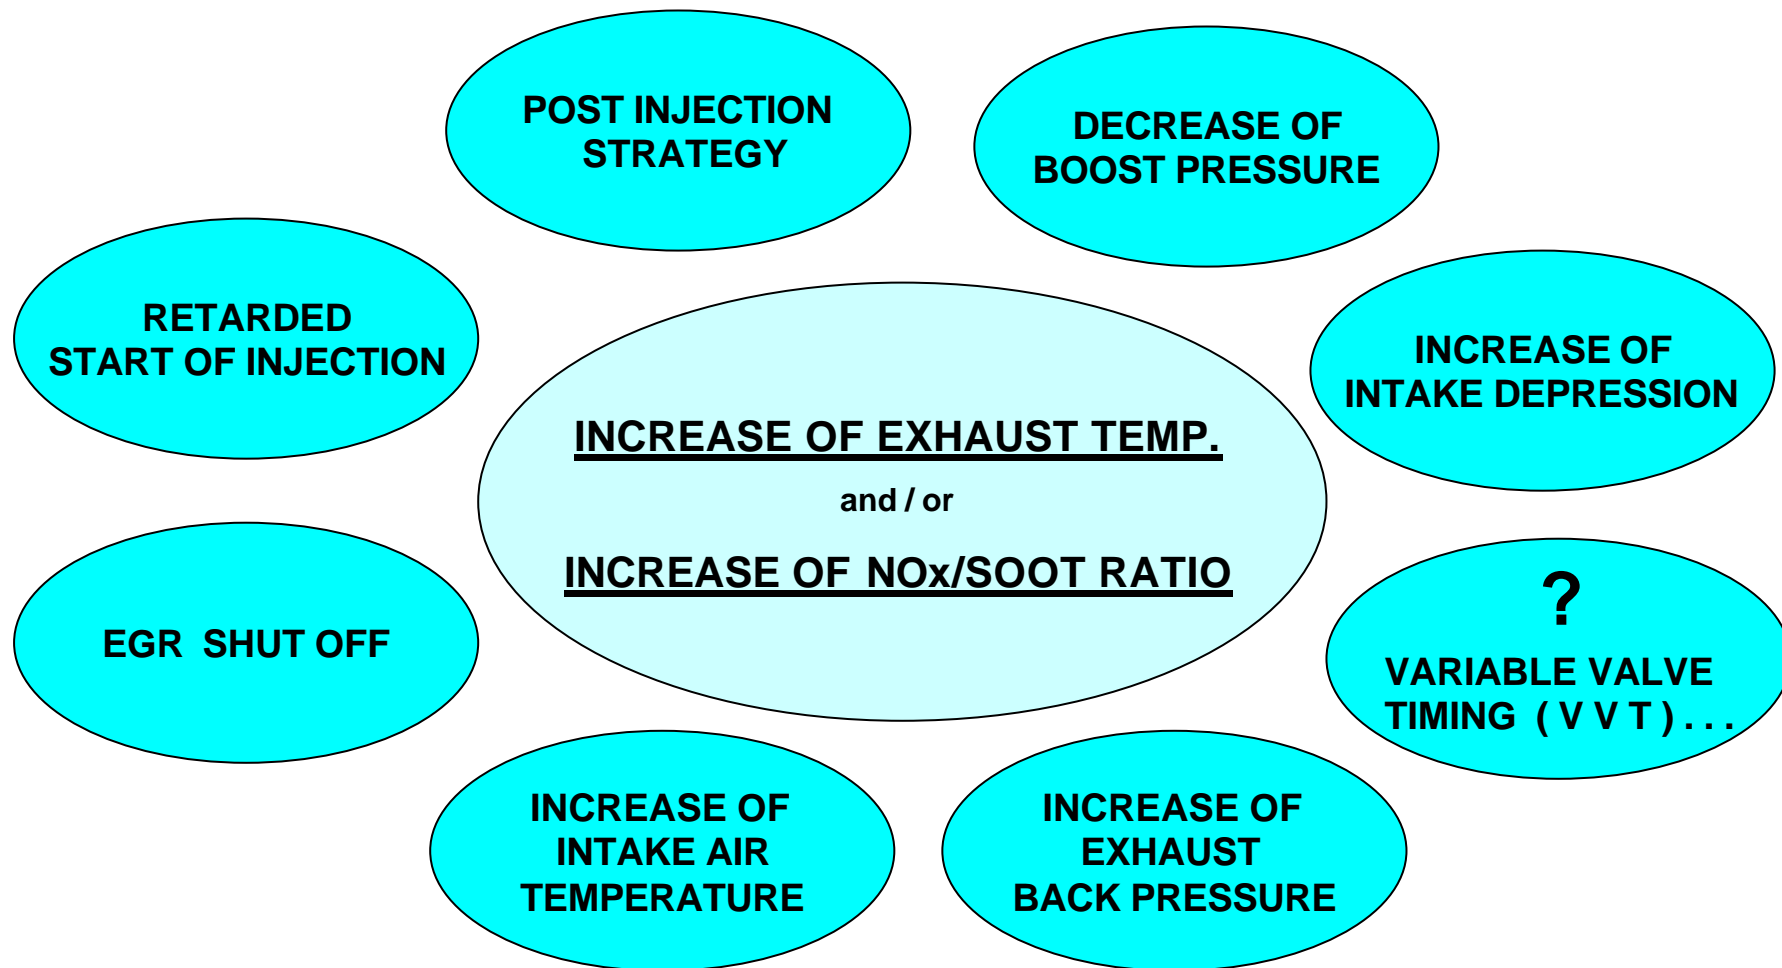 POST INJECTION
STRATEGY
DECREASE OF
BOOST PRESSURE
RETARDED
START OF INJECTION
INCREASE OF
INTAKE DEPRESSION
INCREASE OF EXHAUST TEMP.
and / or
INCREASE OF NOx/SOOT RATIO
EGR SHUT OFF
?
VARIABLE VALVE
TIMING ( V V T ) . . .
INCREASE OF
INTAKE AIR
TEMPERATURE
INCREASE OF
EXHAUST
BACK PRESSURE